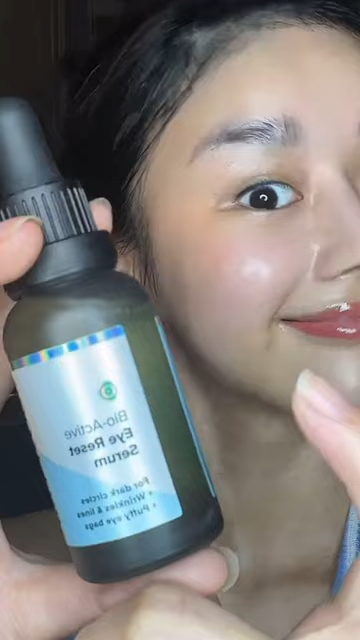 Bio-Active
Eye Reset
Serum
For dark circles
+ Wrinkles & lines
+ Puffy eye bags